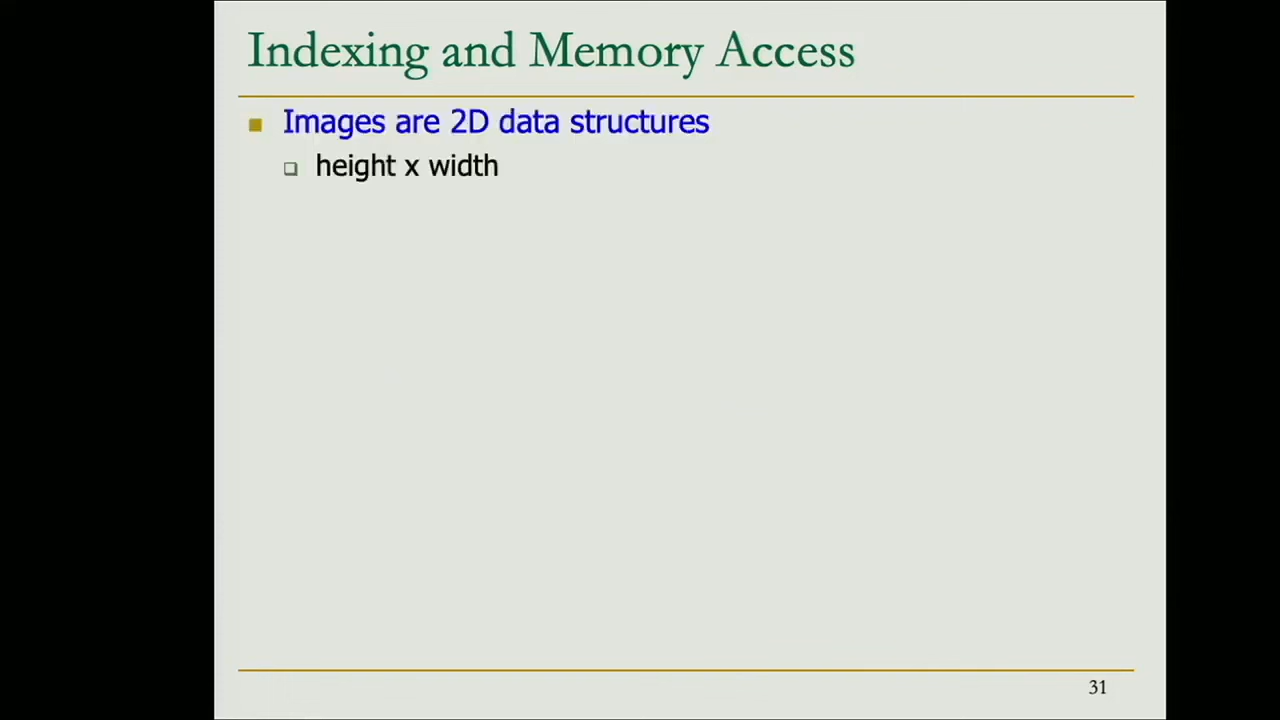 Indexing and Memory Access
Images are 2D data structures
height x width
31